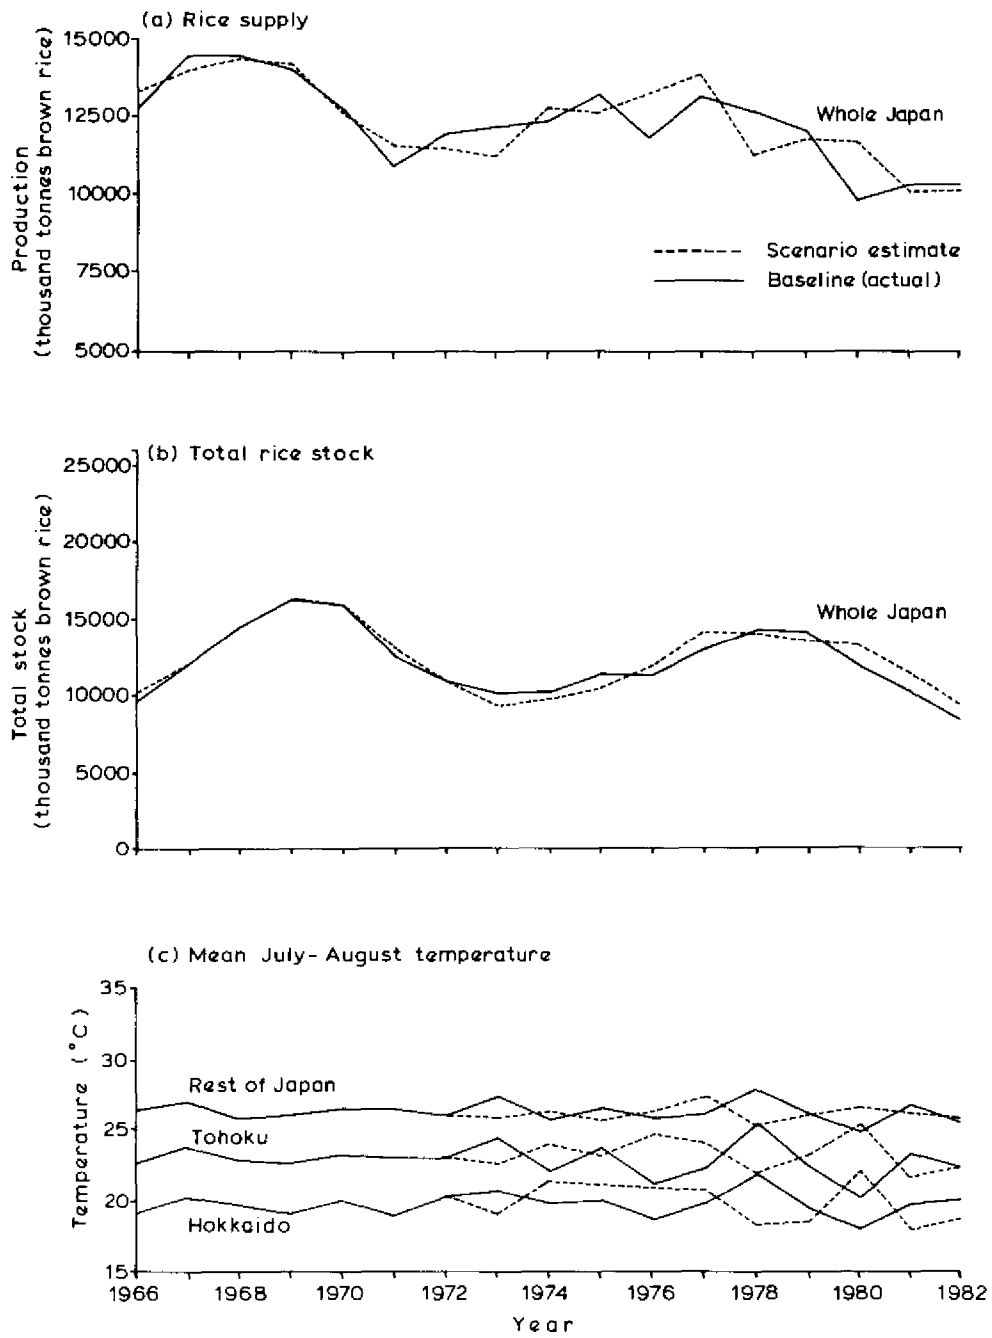 (a) Rice supply
Production
(thousand tonnes brown rice)
15000
12500
10000
7500
5000
Whole Japan
Scenario estimate
Baseline (actual)
(b) Total rice stock
Total stock
(thousand tonnes brown rice)
25000
20000
15000
10000
5000
0
Whole Japan
(c) Mean July-August temperature
Temperature (°C)
35
30
25
20
15
Rest of Japan
Tohoku
Hokkaido
1966 1968 1970 1972 1974 1976 1978 1980 1982
Year